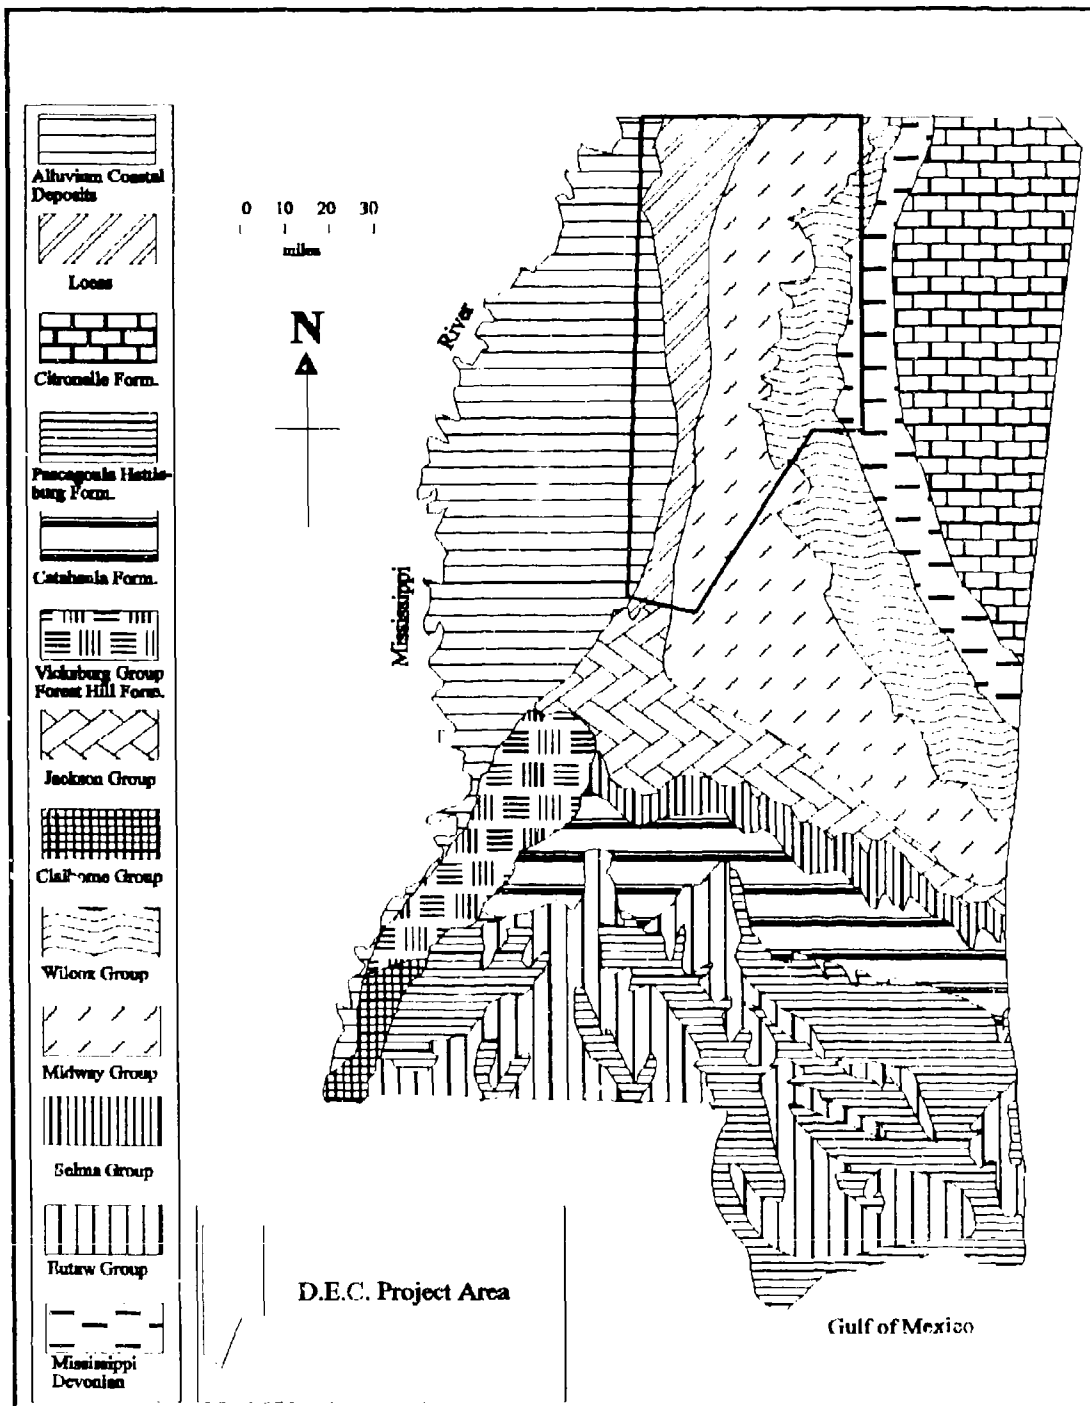 Alluvium Coastal
Deposits
Loess
Citronelle Form.
Pascagoula Hatties-
burg Form.
Catahoula Form.
Vicksburg Group
Forest Hill Form.
Jackson Group
Claiborne Group
Wilcox Group
Midway Group
Selma Group
Eutaw Group
Mississippi
Devonian
0 10 20 30
miles
N
River
Mississippi
D.E.C. Project Area
Gulf of Mexico